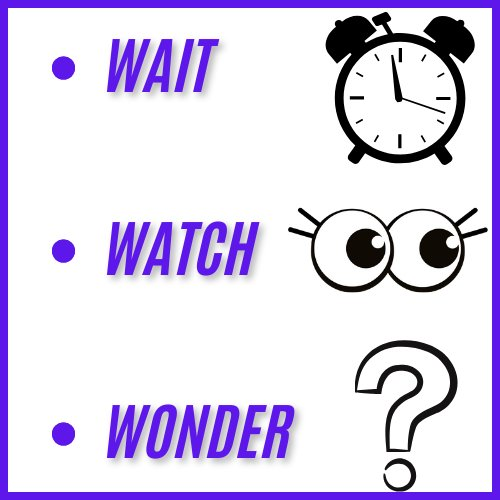 • WAIT
• WATCH
• WONDER
?